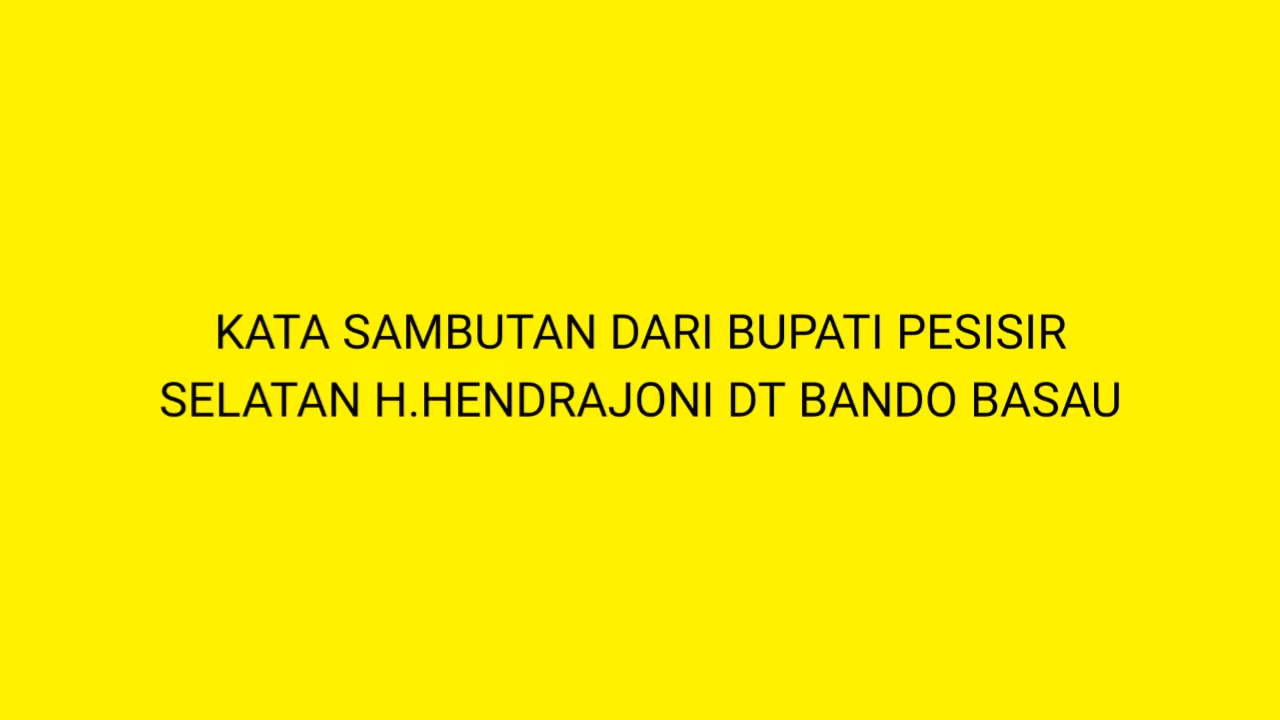 KATA SAMBUTAN DARI BUPATI PESISIR
SELATAN H.HENDRAJONI DT BANDO BASAU